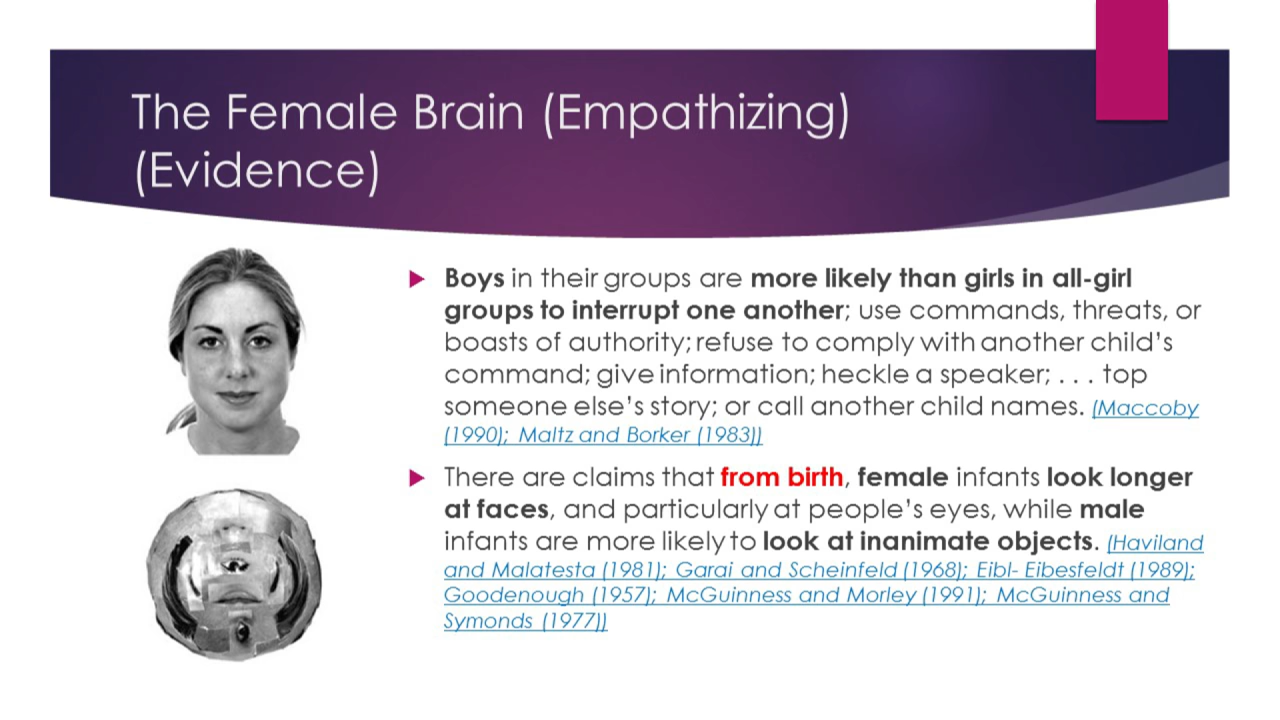 The Female Brain (Empathizing)
(Evidence)
Boys in their groups are more likely than girls in all-girl
groups to interrupt one another; use commands, threats, or
boasts of authority; refuse to comply with another child's
command; give information; heckle a speaker; . . . top
someone else's story; or call another child names. (Maccoby
(1990); Maltz and Borker (1983))
There are claims that from birth, female infants look longer
at faces, and particularly at people's eyes, while male
infants are more likely to look at inanimate objects. (Haviland
and Malatesta (1981); Garai and Scheinfeld (1968); Eibl- Eibesfeldt (1989);
Goodenough (1957); McGuinness and Morley (1991); McGuinness and
Symonds (1977))